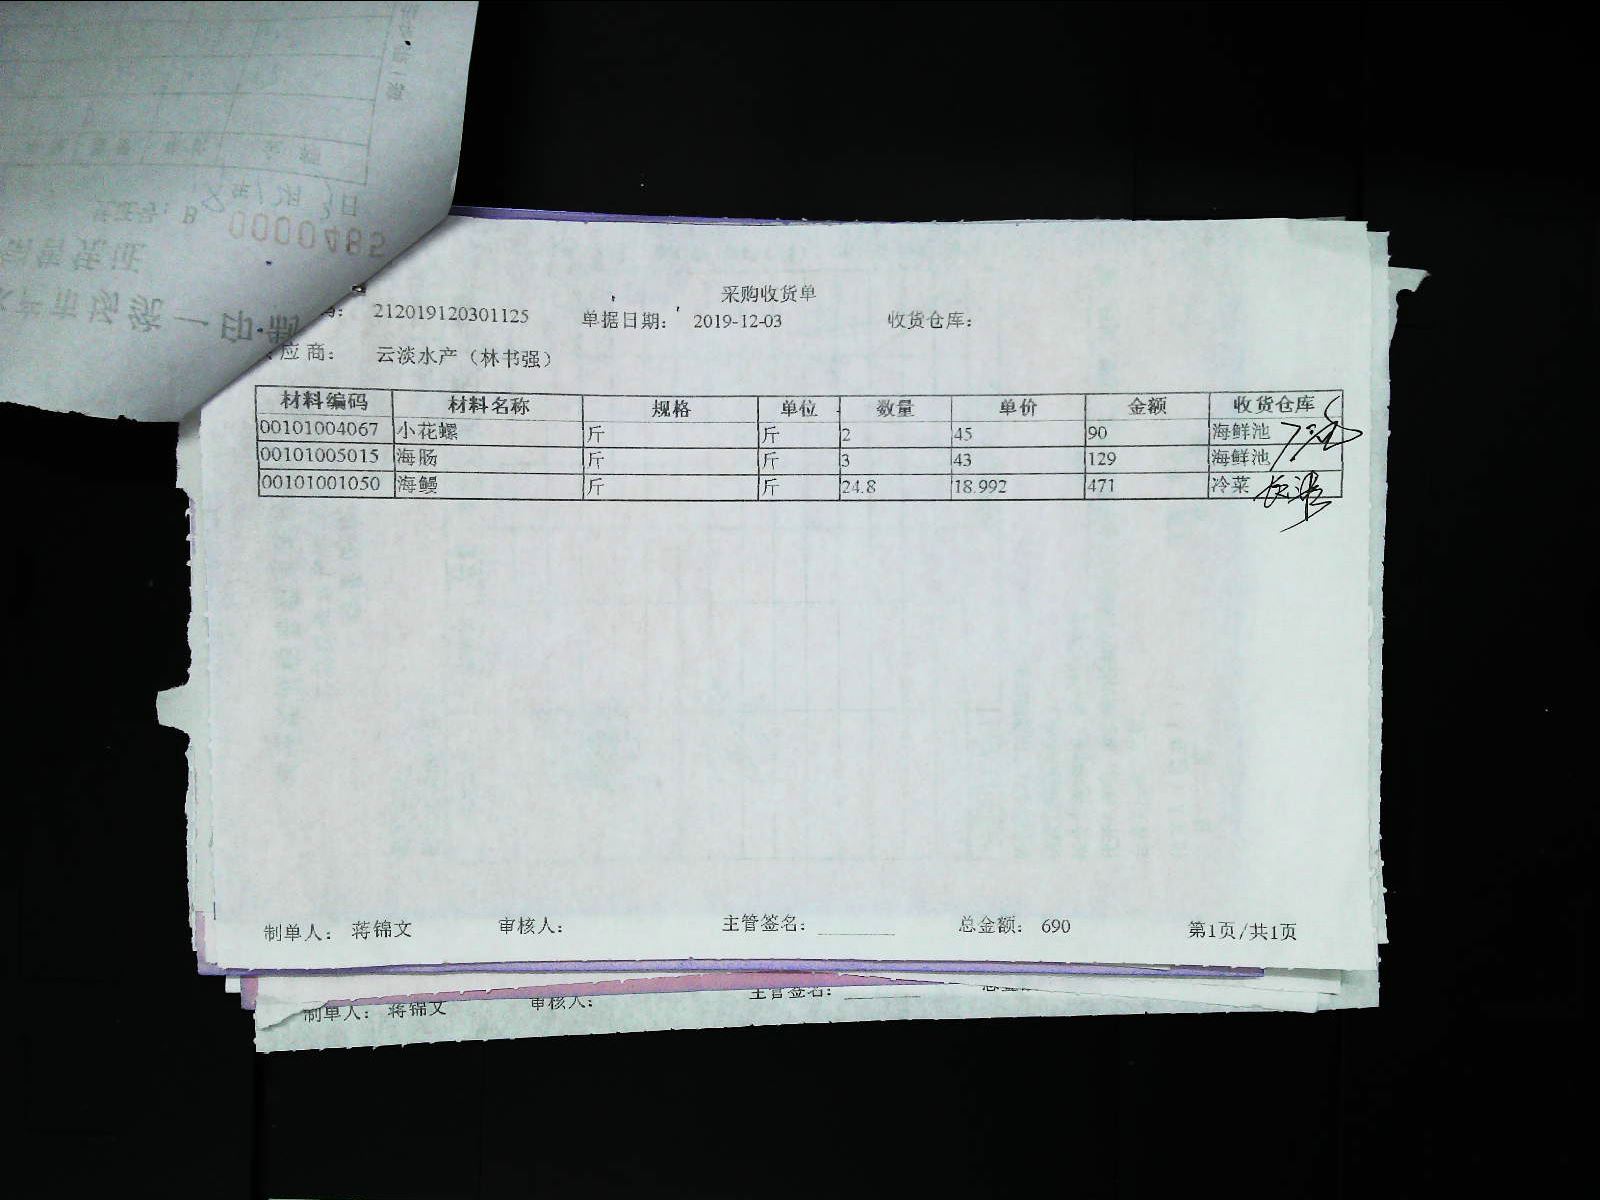 0000485
采购收货单
212019120301125 单据日期： 2019-12-03 收货仓库：
应商： 云淡水产（林书强）
材料编码 材料名称 规格 单位 数量 单价 金额 收货仓库
00101004067 小花螺 斤 斤 2 45 90 海鲜池
00101005015 海肠 斤 斤 3 43 129 海鲜池
00101001050 海鳗 斤 斤 24.8 18.992 471 冷菜
制单人： 蒋锦文 审核人： 主管签名： 总金额： 690 第1页/共1页
制单人： 蒋锦文 审核人： 主管签名：